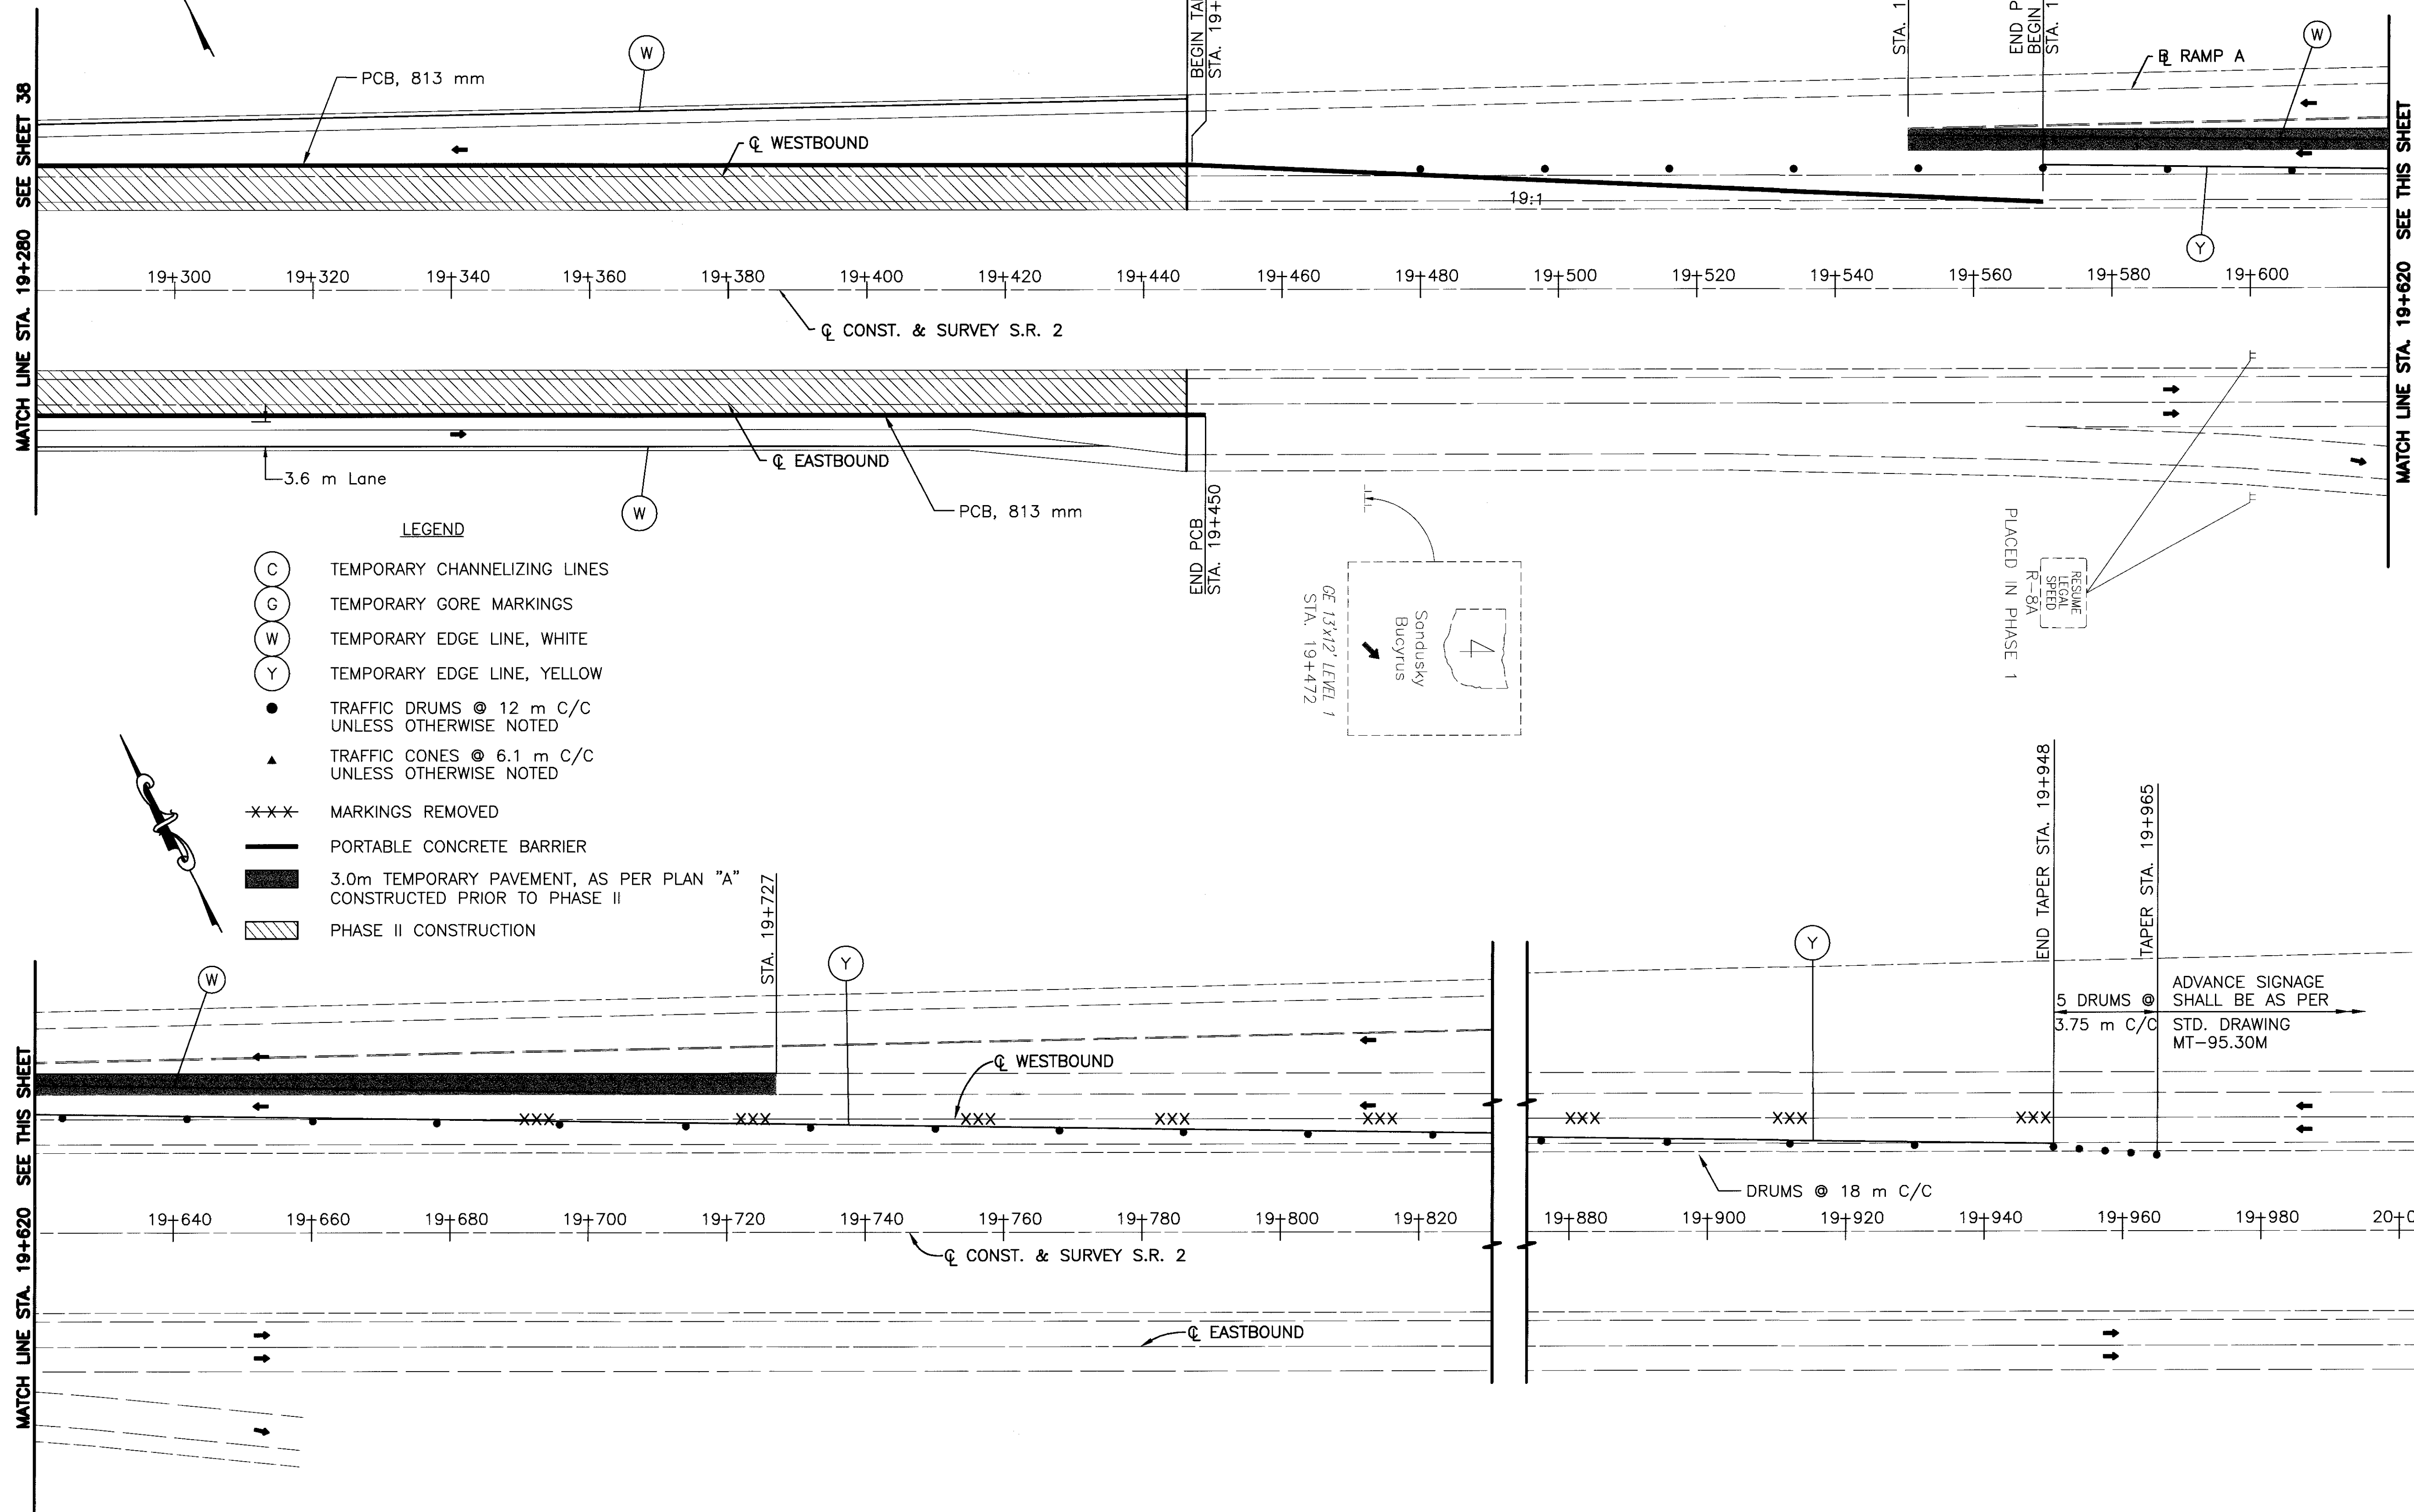 MATCH LINE STA. 19+280 SEE SHEET 38
PCB, 813 mm
W
℄ WESTBOUND
BEGIN
STA. 19+
STA.
END
BEGIN
STA.
W
℄ RAMP A
19:1
Y
MATCH LINE STA. 19+620 SEE THIS SHEET
19+300 19+320 19+340 19+360 19+380 19+400 19+420 19+440 19+460 19+480 19+500 19+520 19+540 19+560 19+580 19+600
℄ CONST. & SURVEY S.R. 2
℄ EASTBOUND
3.6 m Lane
W
PCB, 813 mm
END PCB
STA. 19+450
4
Sandusky
Bucyrus
GE 13'x12' LEVEL 1
STA. 19+472
RESUME
LEGAL
SPEED
R-8A
PLACED IN PHASE 1
LEGEND
C TEMPORARY CHANNELIZING LINES
G TEMPORARY GORE MARKINGS
W TEMPORARY EDGE LINE, WHITE
Y TEMPORARY EDGE LINE, YELLOW
TRAFFIC DRUMS @ 12 m C/C
UNLESS OTHERWISE NOTED
TRAFFIC CONES @ 6.1 m C/C
UNLESS OTHERWISE NOTED
XXX MARKINGS REMOVED
PORTABLE CONCRETE BARRIER
3.0m TEMPORARY PAVEMENT, AS PER PLAN "A"
CONSTRUCTED PRIOR TO PHASE II
PHASE II CONSTRUCTION
MATCH LINE STA. 19+620 SEE THIS SHEET
W
STA. 19+727
Y
℄ WESTBOUND
Y
END TAPER STA. 19+948
TAPER STA. 19+965
5 DRUMS @
3.75 m C/C
ADVANCE SIGNAGE
SHALL BE AS PER
STD. DRAWING
MT-95.30M
XXX XXX XXX XXX XXX XXX XXX XXX
DRUMS @ 18 m C/C
19+640 19+660 19+680 19+700 19+720 19+740 19+760 19+780 19+800 19+820 19+880 19+900 19+920 19+940 19+960 19+980 20+0
℄ CONST. & SURVEY S.R. 2
℄ EASTBOUND